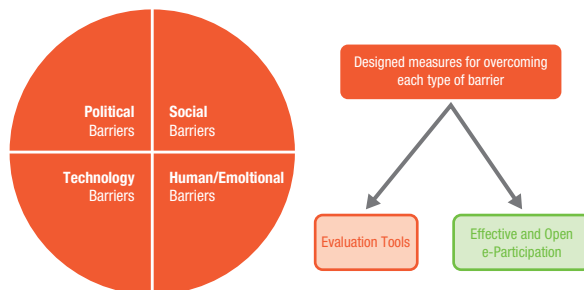 Political
Barriers
Social
Barriers
Technology
Barriers
Human/Emoltional
Barriers
Designed measures for overcoming
each type of barrier
Evaluation Tools
Effective and Open
e-Participation